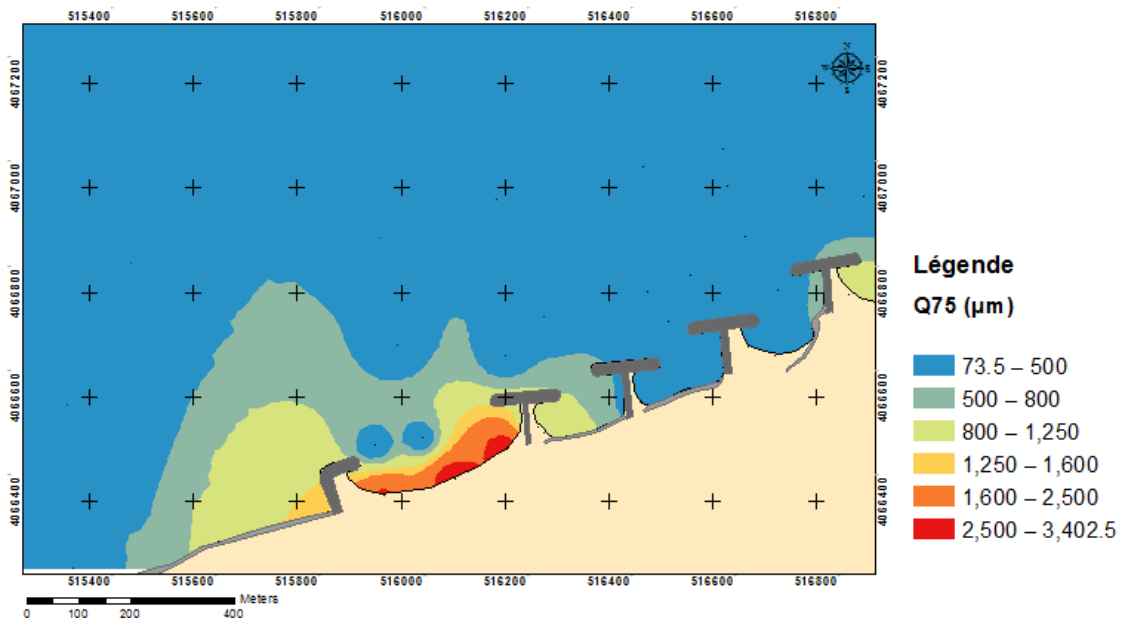 515400 515600 515800 516000 516200 516400 516600 516800
4067200 4067200
4067000 4067000
4066800 4066800
4066600 4066600
4066400 4066400
N
W E
S
515400 515600 515800 516000 516200 516400 516600 516800
Meters
0 100 200 400
Légende
Q75 (µm)
73.5 – 500
500 – 800
800 – 1,250
1,250 – 1,600
1,600 – 2,500
2,500 – 3,402.5